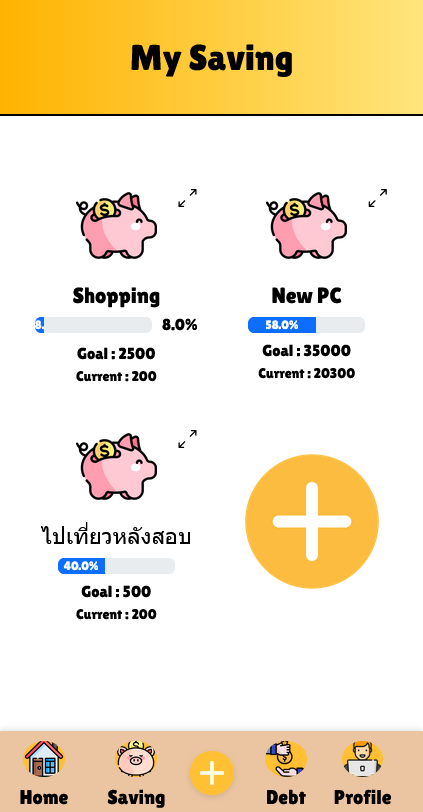 My Saving
Shopping
8. 8.0%
Goal : 2500
Current : 200
New PC
58.0%
Goal : 35000
Current : 20300
ไปเที่ยวหลังสอบ
40.0%
Goal : 500
Current : 200
Home
Saving
Debt
Profile